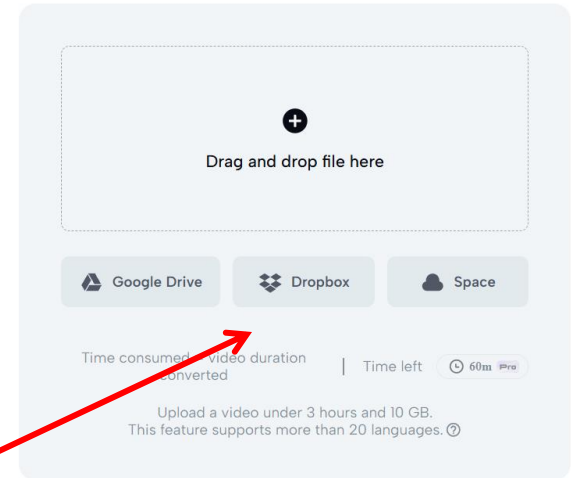 Drag and drop file here
Google Drive Dropbox Space
Time consumed video duration
converted
Time left 60m Pro
Upload a video under 3 hours and 10 GB.
This feature supports more than 20 languages.